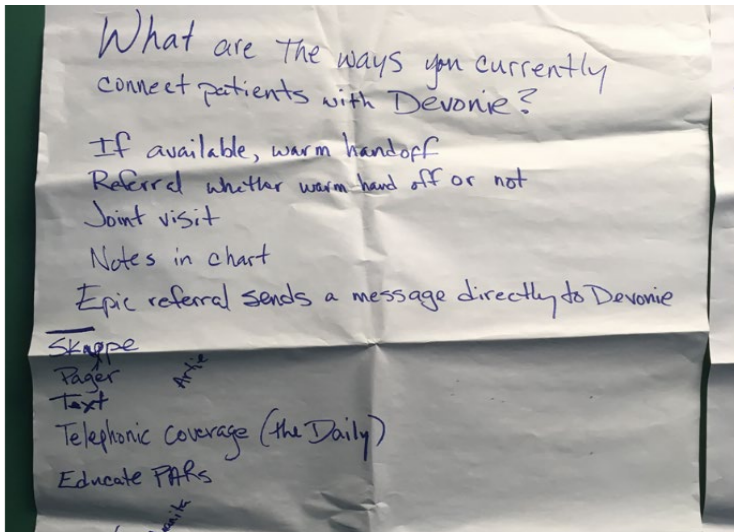 What are the ways you currently
connect patients with Devonie?
If available, warm handoff
Referral whether warm hand off or not
Joint visit
Notes in chart
Epic referral sends a message directly to Devonie
Skype
Pager
Artie
Text
Telephonic coverage (the Daily)
Educate PARs